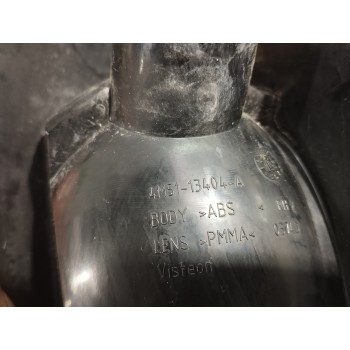 4M51-13404-A
BODY >ABS <
LENS >PMMA<
Visteon